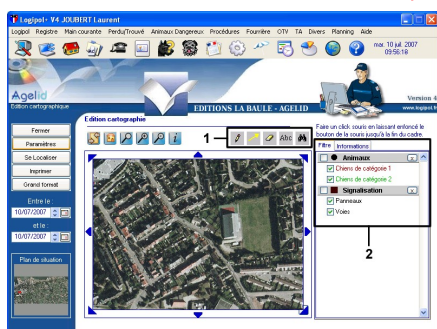 Logipol - V4 JOUBERT Laurent
Logipol Registre Main courante Perdu/Trouvé Animaux Dangereux Procédures Fourrière OTV TA Divers Planning Aide
mar. 10 juil. 2007
09:56:18
Agelid
Edition cartographique
EDITIONS LA BAULE - AGELID
Version 4
www.logipol.fr
Edition cartographie
Fermer
Paramètres
Se Localiser
Imprimer
Grand format
Entre le :
10/07/2007
et le :
10/07/2007
Plan de situation
1
Abc
Faire un click souris en laissant enfoncé le
bouton de la souris jusqu'à la fin du cadre.
Filtre Informations
Animaux
Chiens de catégorie 1
Chiens de catégorie 2
Signalisation
Panneaux
Voies
2